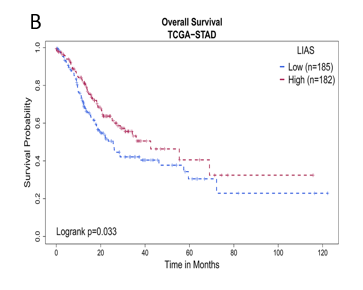 B
Overall Survival
TCGA-STAD
LIAS
Low (n=185)
High (n=182)
Survival Probability
1.0
0.8
0.6
0.4
0.2
0.0
Logrank p=0.033
0 20 40 60 80 100 120
Time in Months